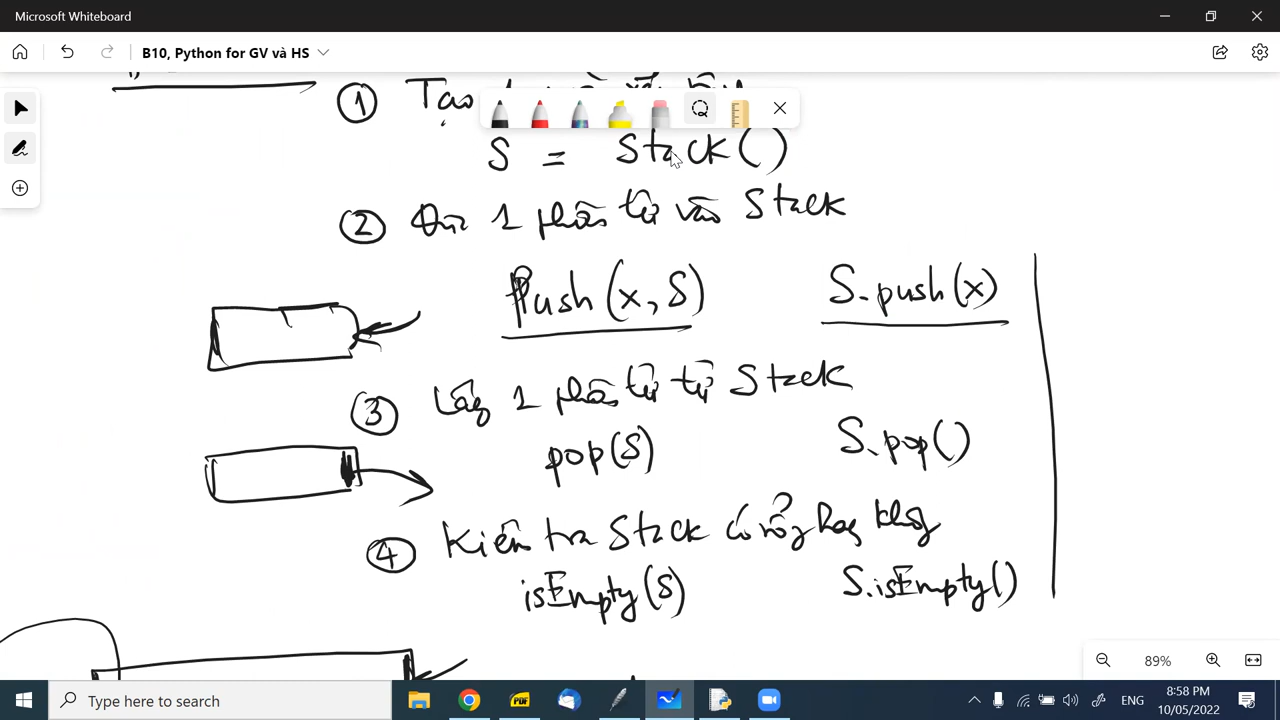 Microsoft Whiteboard
B10, Python for GV và HS
① Tạo
S = Stack()
② Đưa 1 phần tử vào Stack
Push(x, S) S.push(x)
③ Lấy 1 phần tử từ Stack
pop(S) S.pop()
④ Kiểm tra Stack có rỗng hay không
isEmpty(S) S.isEmpty()
89%
Type here to search
PDF
ENG
8:58 PM
10/05/2022